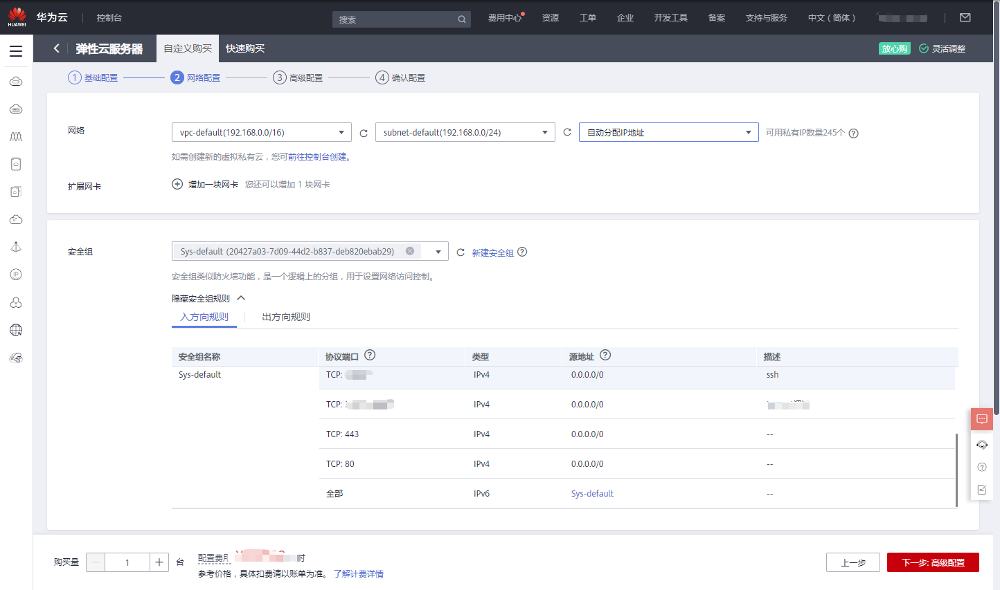 HUAWEI
华为云
控制台
搜索
费用中心
资源
工单
企业
开发工具
备案
支持与服务
中文（简体）
弹性云服务器
自定义购买
快速购买
放心购
灵活调整
1 基础配置
2 网络配置
3 高级配置
4 确认配置
网络
vpc-default(192.168.0.0/16)
subnet-default(192.168.0.0/24)
自动分配IP地址
可用私有IP数量245个
如需创建新的虚拟私有云，您可前往控制台创建。
扩展网卡
增加一块网卡 您还可以增加 1 块网卡
安全组
Sys-default (20427a03-7d09-44d2-b837-deb820ebab29)
新建安全组
安全组类似防火墙功能，是一个逻辑上的分组，用于设置网络访问控制。
隐藏安全组规则
入方向规则
出方向规则
安全组名称 协议端口 类型 源地址 描述
Sys-default TCP: IPv4 0.0.0.0/0 ssh
TCP: IPv4 0.0.0.0/0
TCP: 443 IPv4 0.0.0.0/0 --
TCP: 80 IPv4 0.0.0.0/0 --
全部 IPv6 Sys-default --
购买量
1
台
配置费用
参考价格，具体扣费请以账单为准。 了解计费详情
上一步
下一步: 高级配置